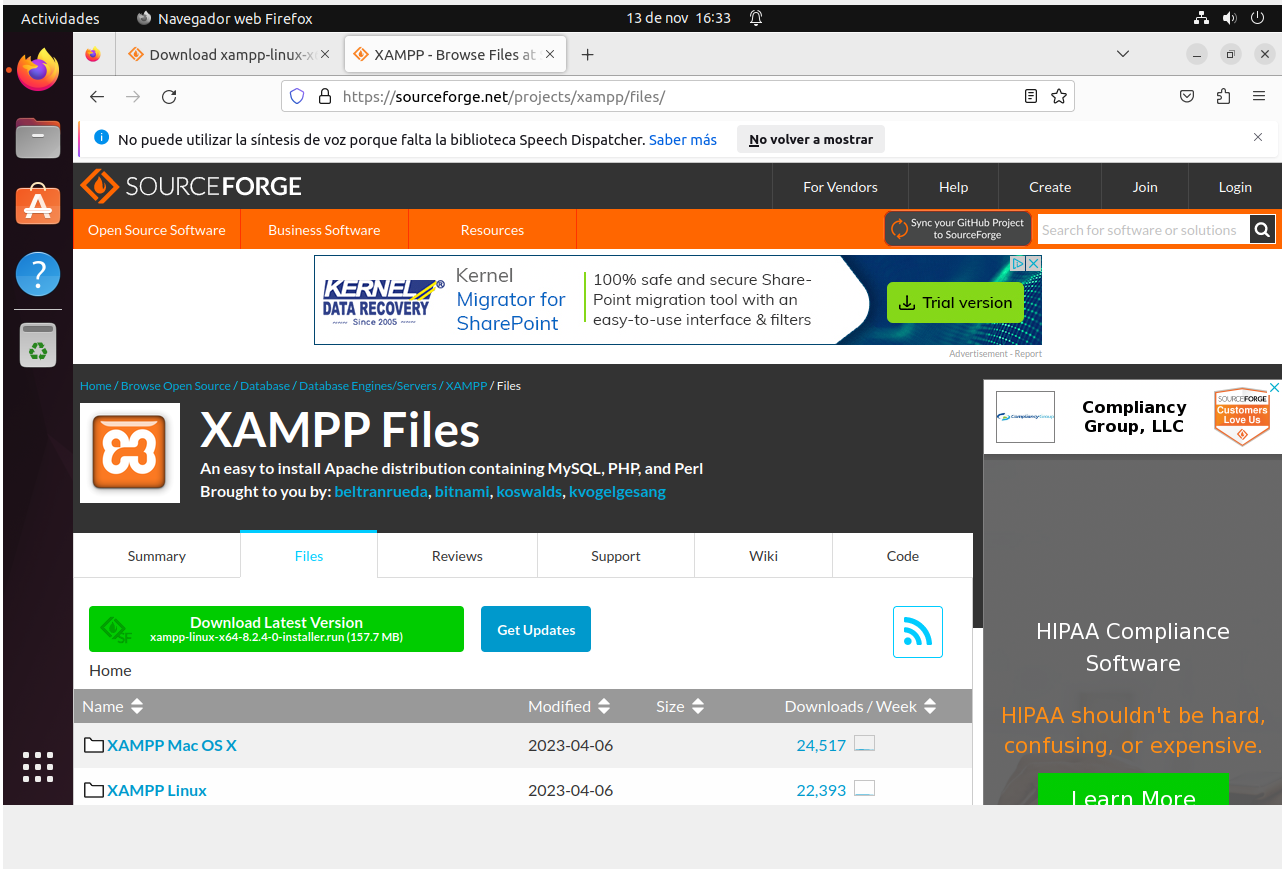 Actividades
Navegador web Firefox
13 de nov 16:33
Download xampp-linux-x
XAMPP - Browse Files at
https://sourceforge.net/projects/xampp/files/
No puede utilizar la síntesis de voz porque falta la biblioteca Speech Dispatcher. Saber más
No volver a mostrar
SOURCEFORGE
For Vendors
Help
Create
Join
Login
Open Source Software
Business Software
Resources
Sync your GitHub Project
to SourceForge
Search for software or solutions
KERNEL®
DATA RECOVERY
Since 2005
Kernel
Migrator for
SharePoint
100% safe and secure Share-
Point migration tool with an
easy-to-use interface & filters
Trial version
Advertisement - Report
Home / Browse Open Source / Database / Database Engines/Servers / XAMPP / Files
XAMPP Files
An easy to install Apache distribution containing MySQL, PHP, and Perl
Brought to you by: beltranrueda, bitnami, koswalds, kvogelgesang
CompliancyGroup
Compliancy
Group, LLC
SOURCEFORGE
Customers
Love Us
Summary
Files
Reviews
Support
Wiki
Code
SF
Download Latest Version
xampp-linux-x64-8.2.4-0-installer.run (157.7 MB)
Get Updates
Home
Name
Modified
Size
Downloads / Week
XAMPP Mac OS X
2023-04-06
24,517
XAMPP Linux
2023-04-06
22,393
HIPAA Compliance
Software
HIPAA shouldn't be hard,
confusing, or expensive.
Learn More